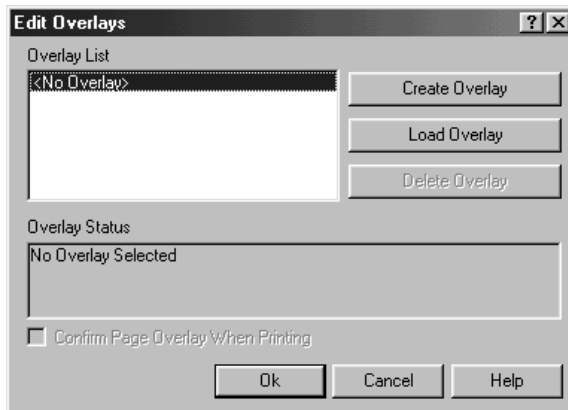 Edit Overlays
Overlay List
<No Overlay>
Create Overlay
Load Overlay
Delete Overlay
Overlay Status
No Overlay Selected
Confirm Page Overlay When Printing
Ok
Cancel
Help